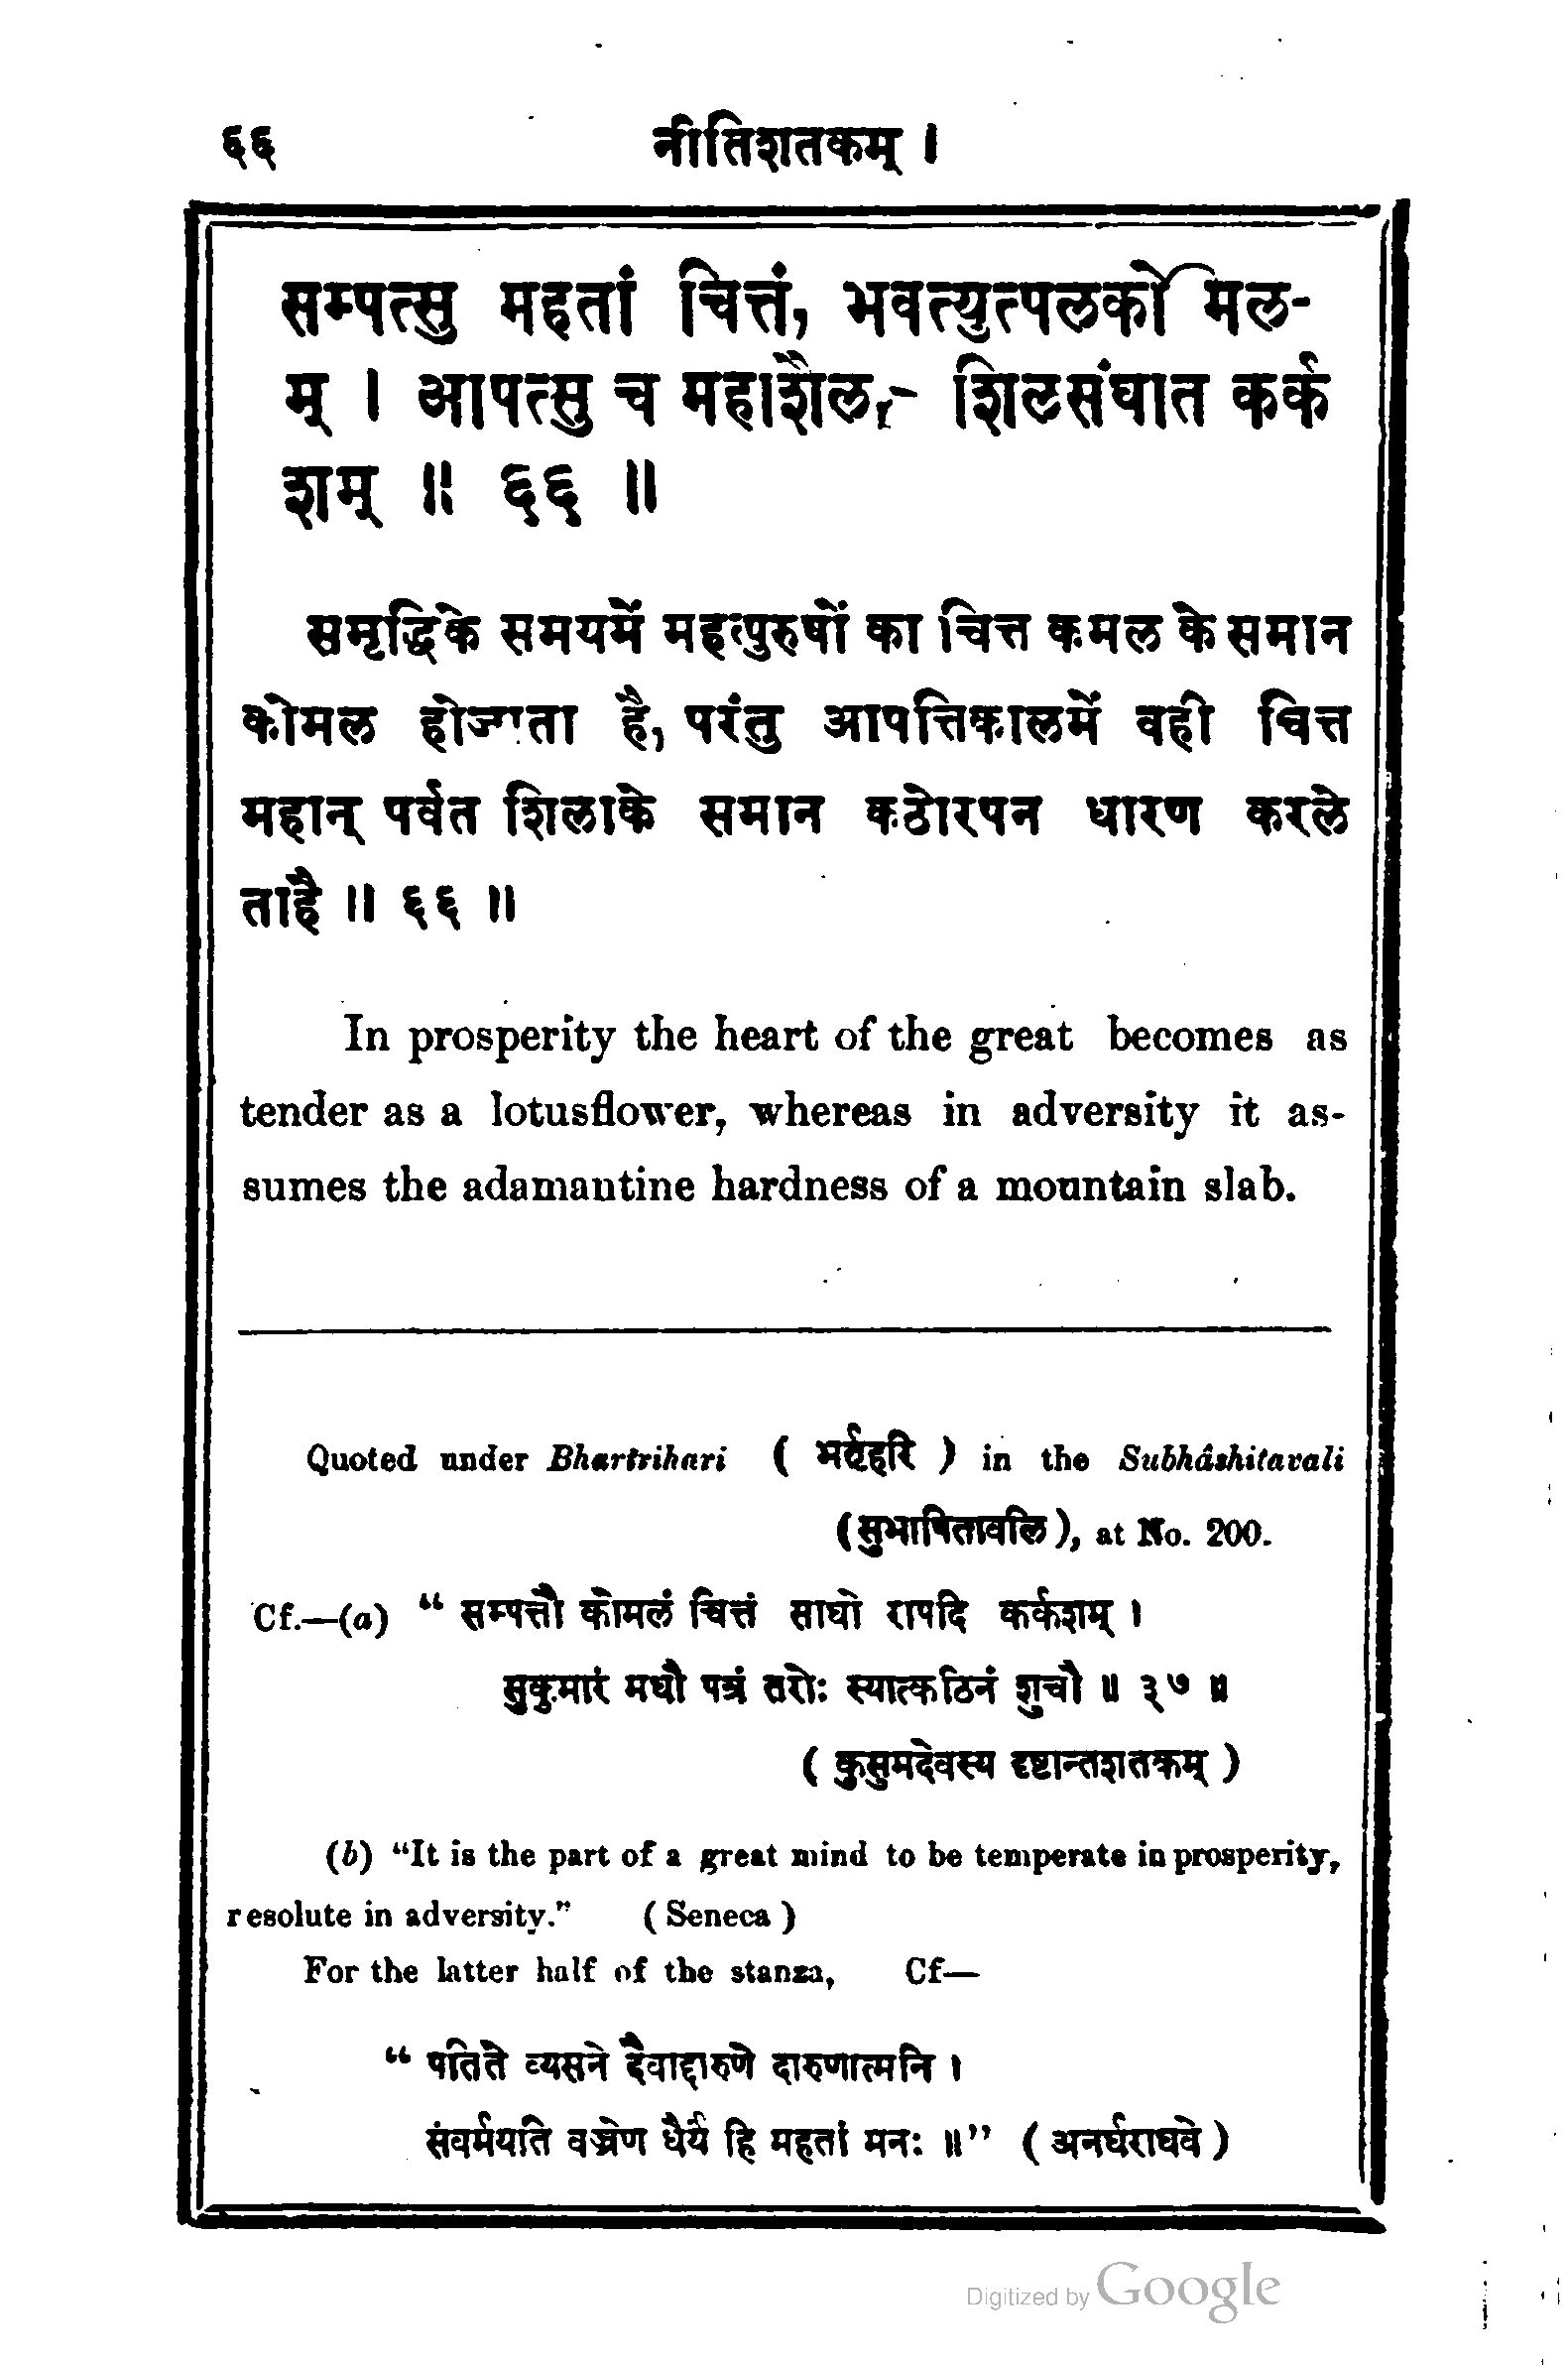 ६६ नीतिशतकम् ।
सम्पत्सु महतां चित्तं, भवत्युत्पलकोमल-
म् । आपत्सु च महाशैल,- शिलसंघात कर्क
शम् ॥ ६६ ॥
समृद्धिके समयमें महत्पुरुषों का चित्त कमल के समान
कोमल होजाता है, परंतु आपत्तिकालमें वही चित्त
महान् पर्वत शिलाके समान कठोरपन धारण करले
ताहै ॥ ६६ ॥
In prosperity the heart of the great becomes as
tender as a lotusflower, whereas in adversity it as-
sumes the adamantine hardness of a mountain slab.
Quoted under Bhartrihari ( भर्तृहरि ) in the Subhâshitavali
(सुभाषितावलि), at No. 200.
Cf.—(a) “ सम्पत्तौ कोमलं चित्तं साधो रापदि कर्कशम् ।
सुकुमारं मधौ पत्रं तरोः स्यात्कठिनं शुचौ ॥ ३७ ॥
( कुसुमदेवस्य दृष्टान्तशतकम् )
(b) “It is the part of a great mind to be temperate in prosperity,
resolute in adversity.” ( Seneca )
For the latter half of the stanza, Cf—
“ पतिते व्यसने दैवाद्दारुणे दारुणात्मनि ।
संवर्मयति वज्रेण धैर्यं हि महतां मनः ॥” ( अनर्घराघवे )
Digitized by Google